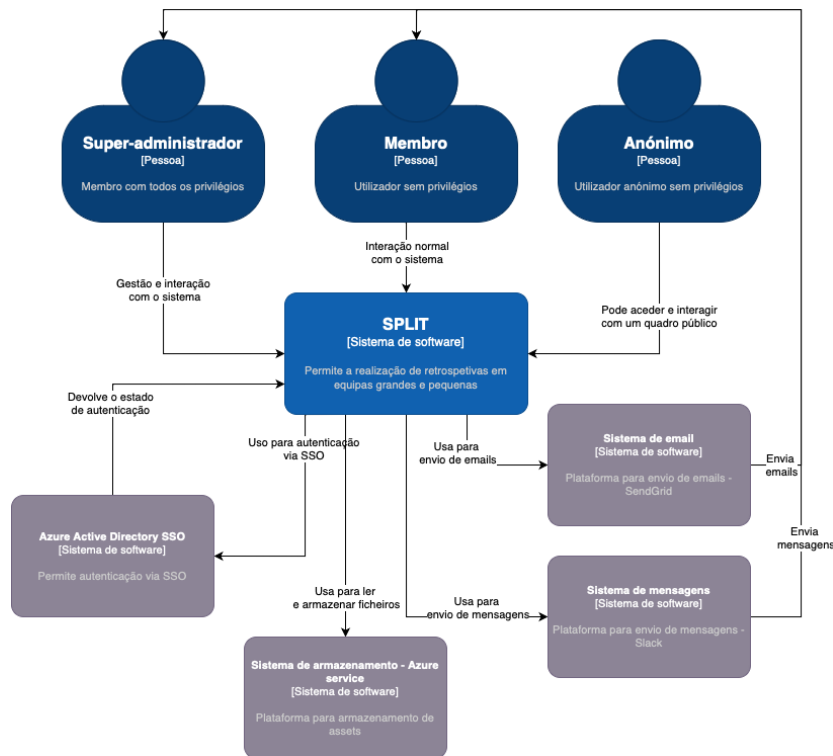 Super-administrador
[Pessoa]
Membro com todos os privilégios
Membro
[Pessoa]
Utilizador sem privilégios
Anónimo
[Pessoa]
Utilizador anónimo sem privilégios
Gestão e interação
com o sistema
Interação normal
com o sistema
Pode aceder e interagir
com um quadro público
SPLIT
[Sistema de software]
Permite a realização de retrospetivas em
equipas grandes e pequenas
Devolve o estado
de autenticação
Uso para autenticação
via SSO
Usa para
envio de emails
Sistema de email
[Sistema de software]
Plataforma para envio de emails -
SendGrid
Envia
emails
Envia
mensagens
Azure Active Directory SSO
[Sistema de software]
Permite autenticação via SSO
Usa para ler
e armazenar ficheiros
Usa para
envio de mensagens
Sistema de mensagens
[Sistema de software]
Plataforma para envio de mensagens -
Slack
Sistema de armazenamento - Azure
service
[Sistema de software]
Plataforma para armazenamento de
assets